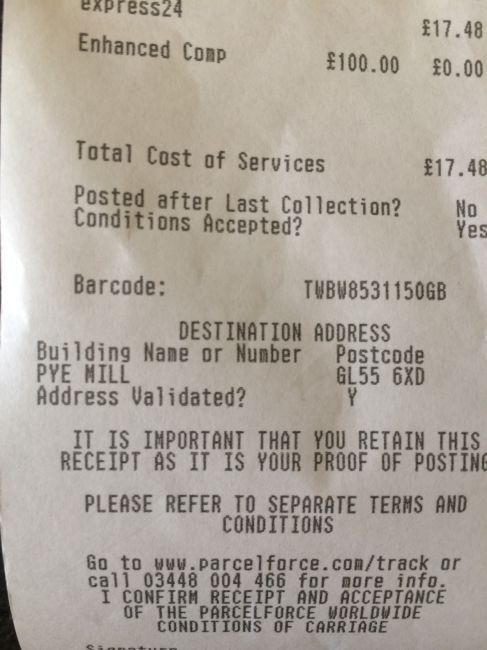 express24
£17.48
Enhanced Comp £100.00 £0.00
Total Cost of Services £17.48
Posted after Last Collection? No
Conditions Accepted? Yes
Barcode: TWBW8531150GB
DESTINATION ADDRESS
Building Name or Number Postcode
PYE MILL GL55 6XD
Address Validated? Y
IT IS IMPORTANT THAT YOU RETAIN THIS
RECEIPT AS IT IS YOUR PROOF OF POSTING
PLEASE REFER TO SEPARATE TERMS AND
CONDITIONS
Go to www.parcelforce.com/track or
call 03448 004 466 for more info.
I CONFIRM RECEIPT AND ACCEPTANCE
OF THE PARCELFORCE WORLDWIDE
CONDITIONS OF CARRIAGE
Signature